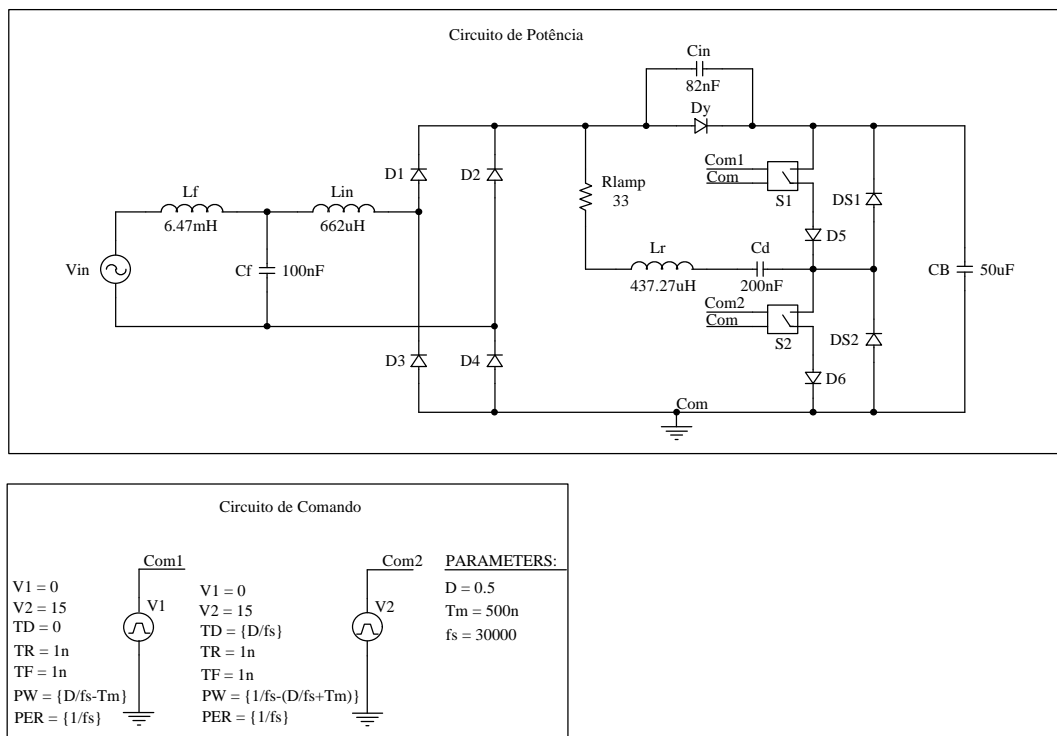 Circuito de Potência
Cin
82nF
Dy
D1
D2
Com1
Com
S1
DS1
Rlamp
33
Lf
6.47mH
Lin
662uH
D5
Lr
437.27uH
Cd
200nF
Vin
Cf
100nF
CB
50uF
Com2
Com
S2
DS2
D3
D4
D6
Com
Circuito de Comando
Com1
V1 = 0
V2 = 15
TD = 0
TR = 1n
TF = 1n
PW = {D/fs-Tm}
PER = {1/fs}
V1
Com2
V1 = 0
V2 = 15
TD = {D/fs}
TR = 1n
TF = 1n
PW = {1/fs-(D/fs+Tm)}
PER = {1/fs}
V2
PARAMETERS:
D = 0.5
Tm = 500n
fs = 30000